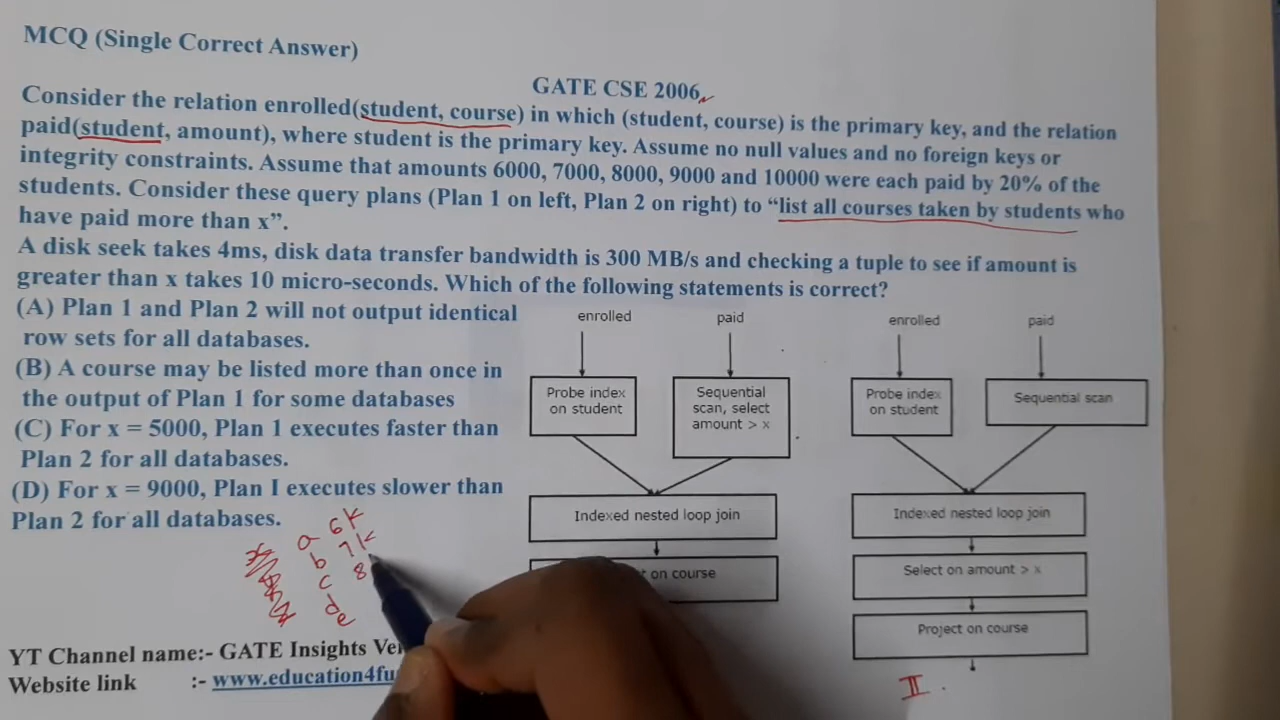 MCQ (Single Correct Answer)
GATE CSE 2006
Consider the relation enrolled(student, course) in which (student, course) is the primary key, and the relation
paid(student, amount), where student is the primary key. Assume no null values and no foreign keys or
integrity constraints. Assume that amounts 6000, 7000, 8000, 9000 and 10000 were each paid by 20% of the
students. Consider these query plans (Plan 1 on left, Plan 2 on right) to “list all courses taken by students who
have paid more than x”.
A disk seek takes 4ms, disk data transfer bandwidth is 300 MB/s and checking a tuple to see if amount is
greater than x takes 10 micro-seconds. Which of the following statements is correct?
(A) Plan 1 and Plan 2 will not output identical
row sets for all databases.
(B) A course may be listed more than once in
the output of Plan 1 for some databases
(C) For x = 5000, Plan 1 executes faster than
Plan 2 for all databases.
(D) For x = 9000, Plan I executes slower than
Plan 2 for all databases.
enrolled paid
Probe index
on student
Sequential
scan, select
amount > x
Indexed nested loop join
on course
enrolled paid
Probe index
on student
Sequential scan
Indexed nested loop join
Select on amount > x
Project on course
II
a 6K
b 7K
c 8
d
e
YT Channel name:- GATE Insights
Website link :- www.education4fu